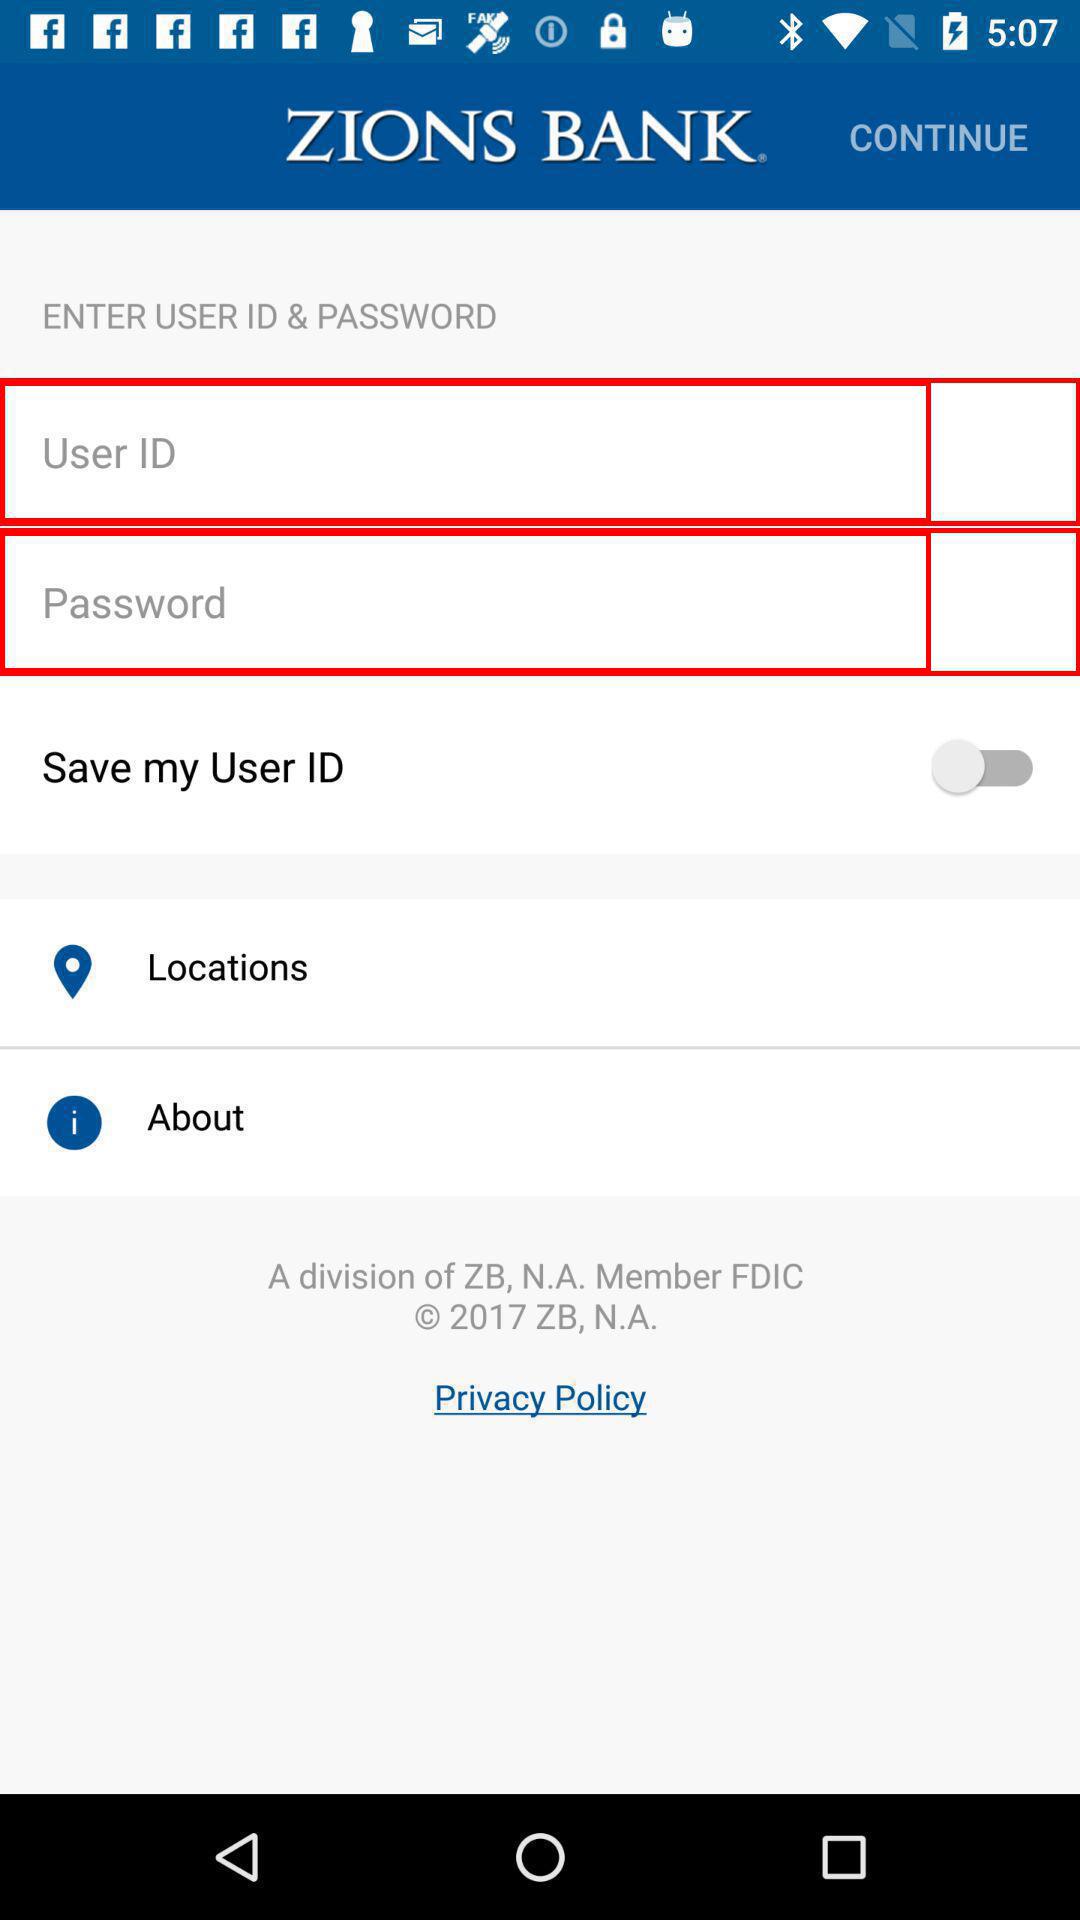 FAKE
5:07
ZIONS BANK®
CONTINUE
ENTER USER ID & PASSWORD
User ID
Password
Save my User ID
Locations
About
A division of ZB, N.A. Member FDIC
© 2017 ZB, N.A.
Privacy Policy